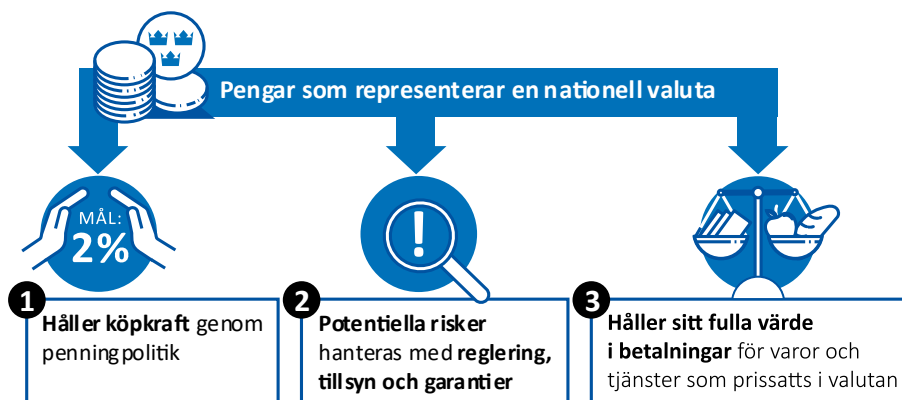 Pengar som representerar en nationell valuta
MÅL:
2%
!
1
Håller köpkraft genom
penningpolitik
2
Potentiella risker
hanteras med reglering,
tillsyn och garantier
3
Håller sitt fulla värde
i betalningar för varor och
tjänster som prissatts i valutan